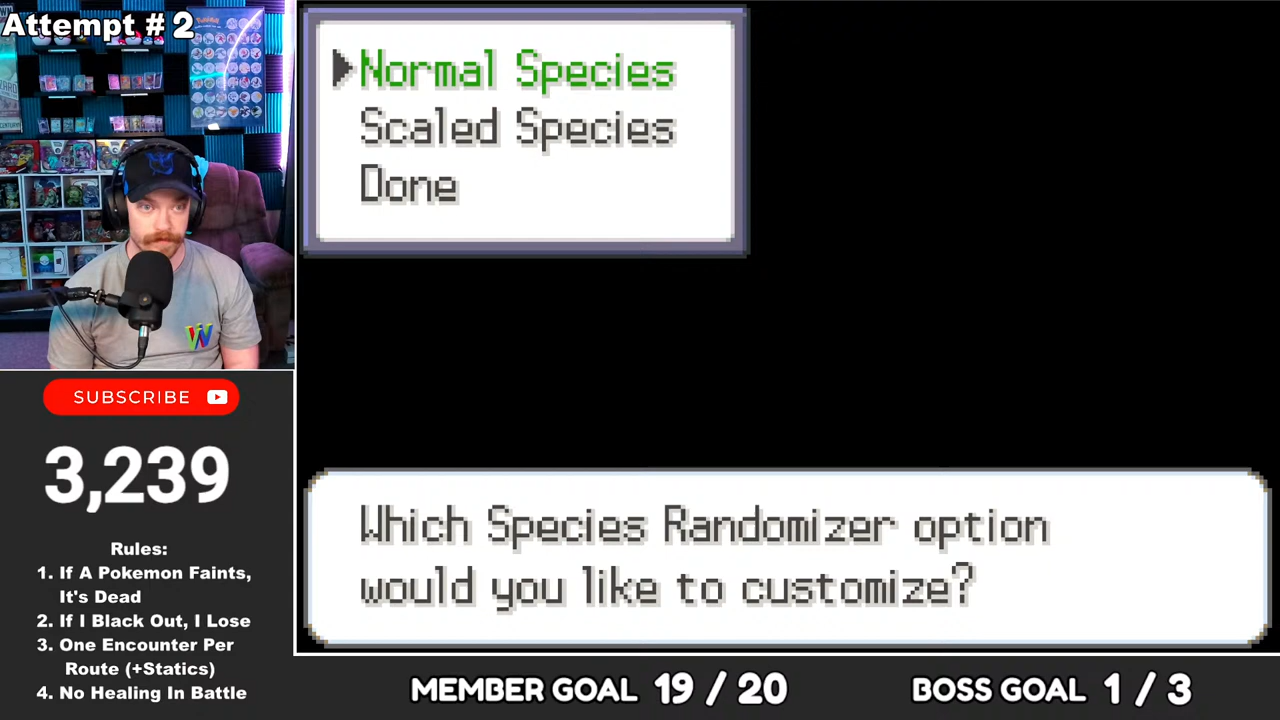 Attempt # 2
Normal Species
Scaled Species
Done
SUBSCRIBE
3,239
Rules:
1. If A Pokemon Faints,
It's Dead
2. If I Black Out, I Lose
3. One Encounter Per
Route (+Statics)
4. No Healing In Battle
Which Species Randomizer option
would you like to customize?
MEMBER GOAL 19 / 20
BOSS GOAL 1 / 3